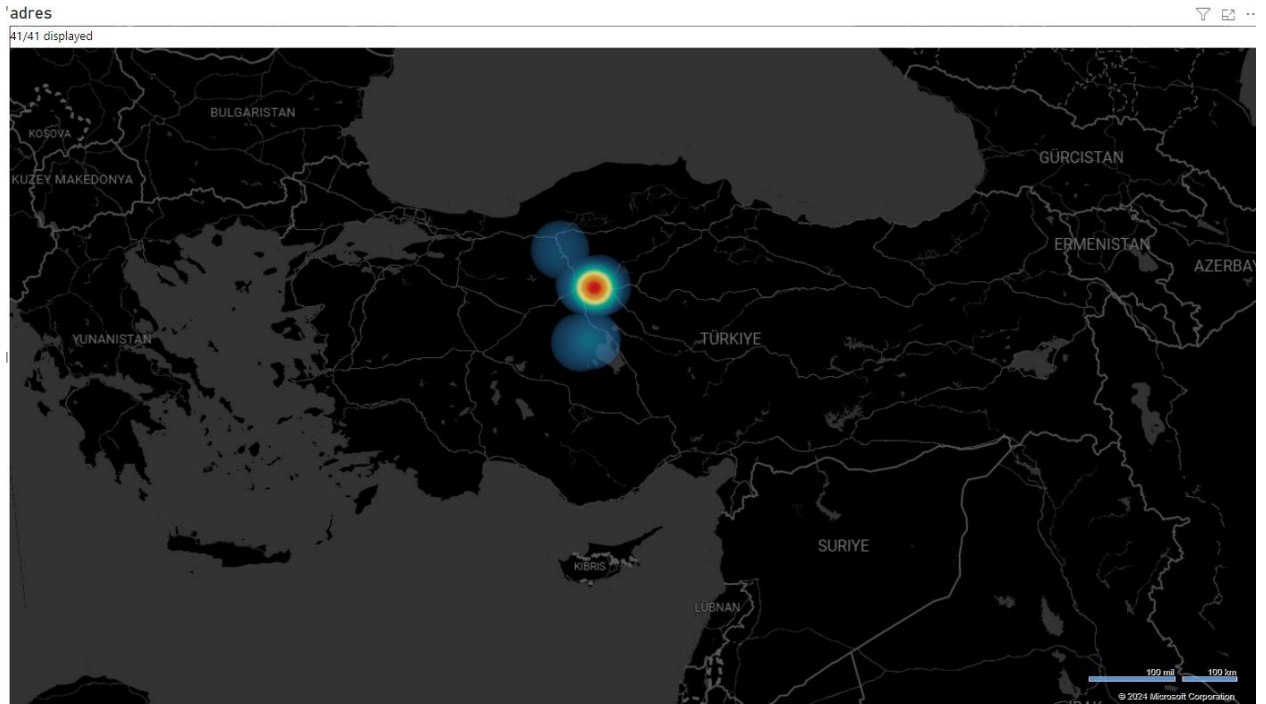 'adres
41/41 displayed
BULGARISTAN
KOSOVA
GÜRCISTAN
KUZEY MAKEDONYA
ERMENISTAN
AZERBAY
YUNANISTAN
TÜRKIYE
SURIYE
KIBRIS
LÜBNAN
100 mil 100 km
© 2024 Microsoft Corporation
IRAK